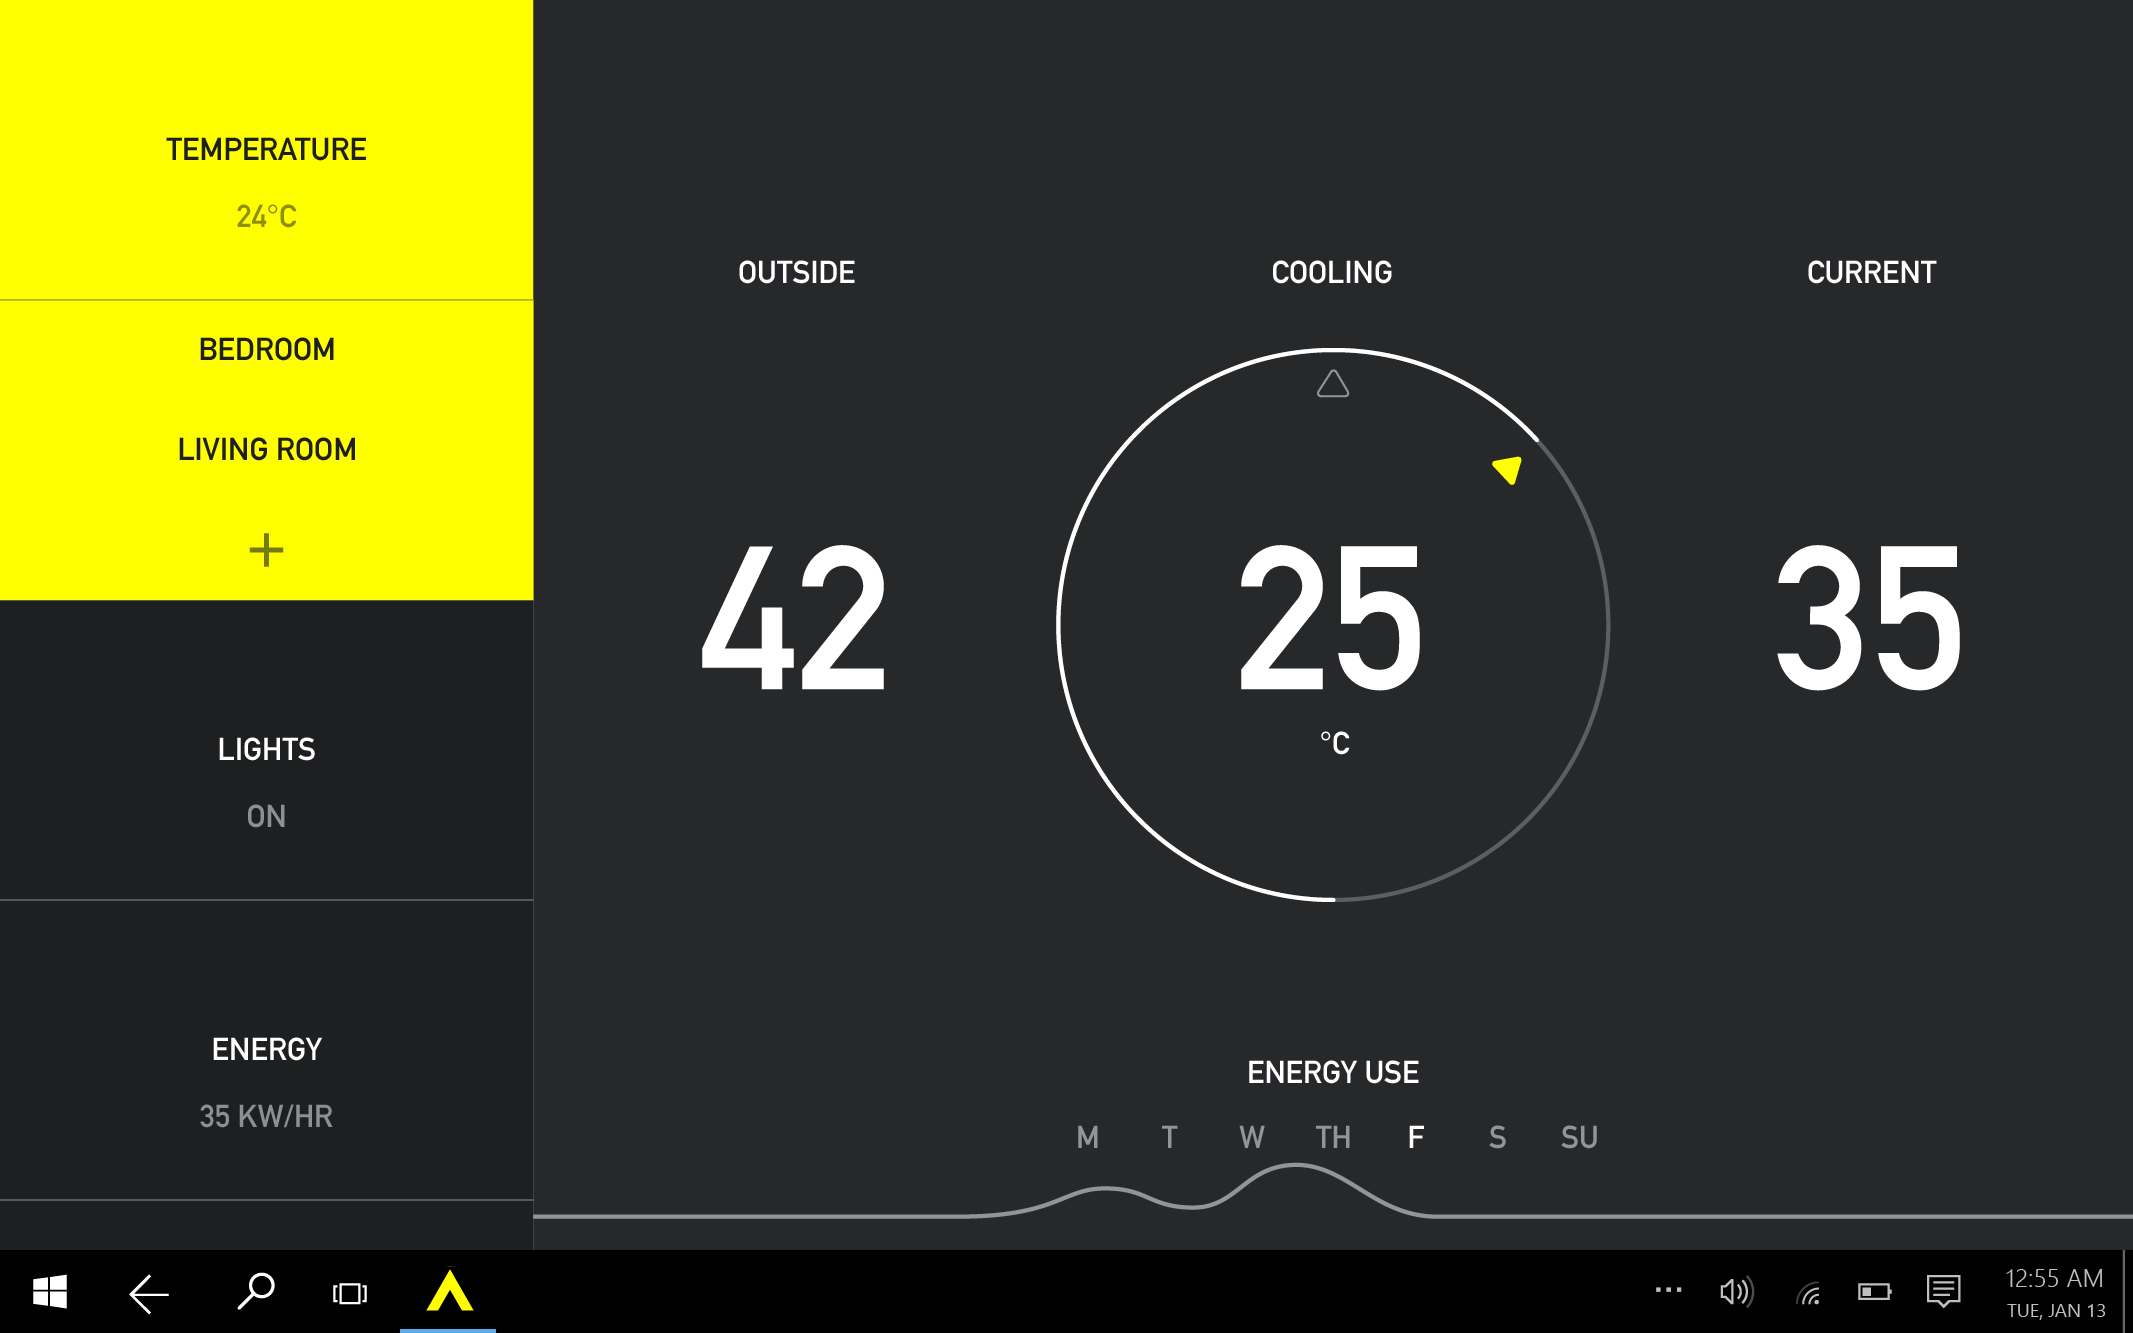 TEMPERATURE
24°C
BEDROOM
LIVING ROOM
+
LIGHTS
ON
ENERGY
35 KW/HR
OUTSIDE
42
COOLING
25
°C
CURRENT
35
ENERGY USE
M T W TH F S SU
12:55 AM
TUE, JAN 13